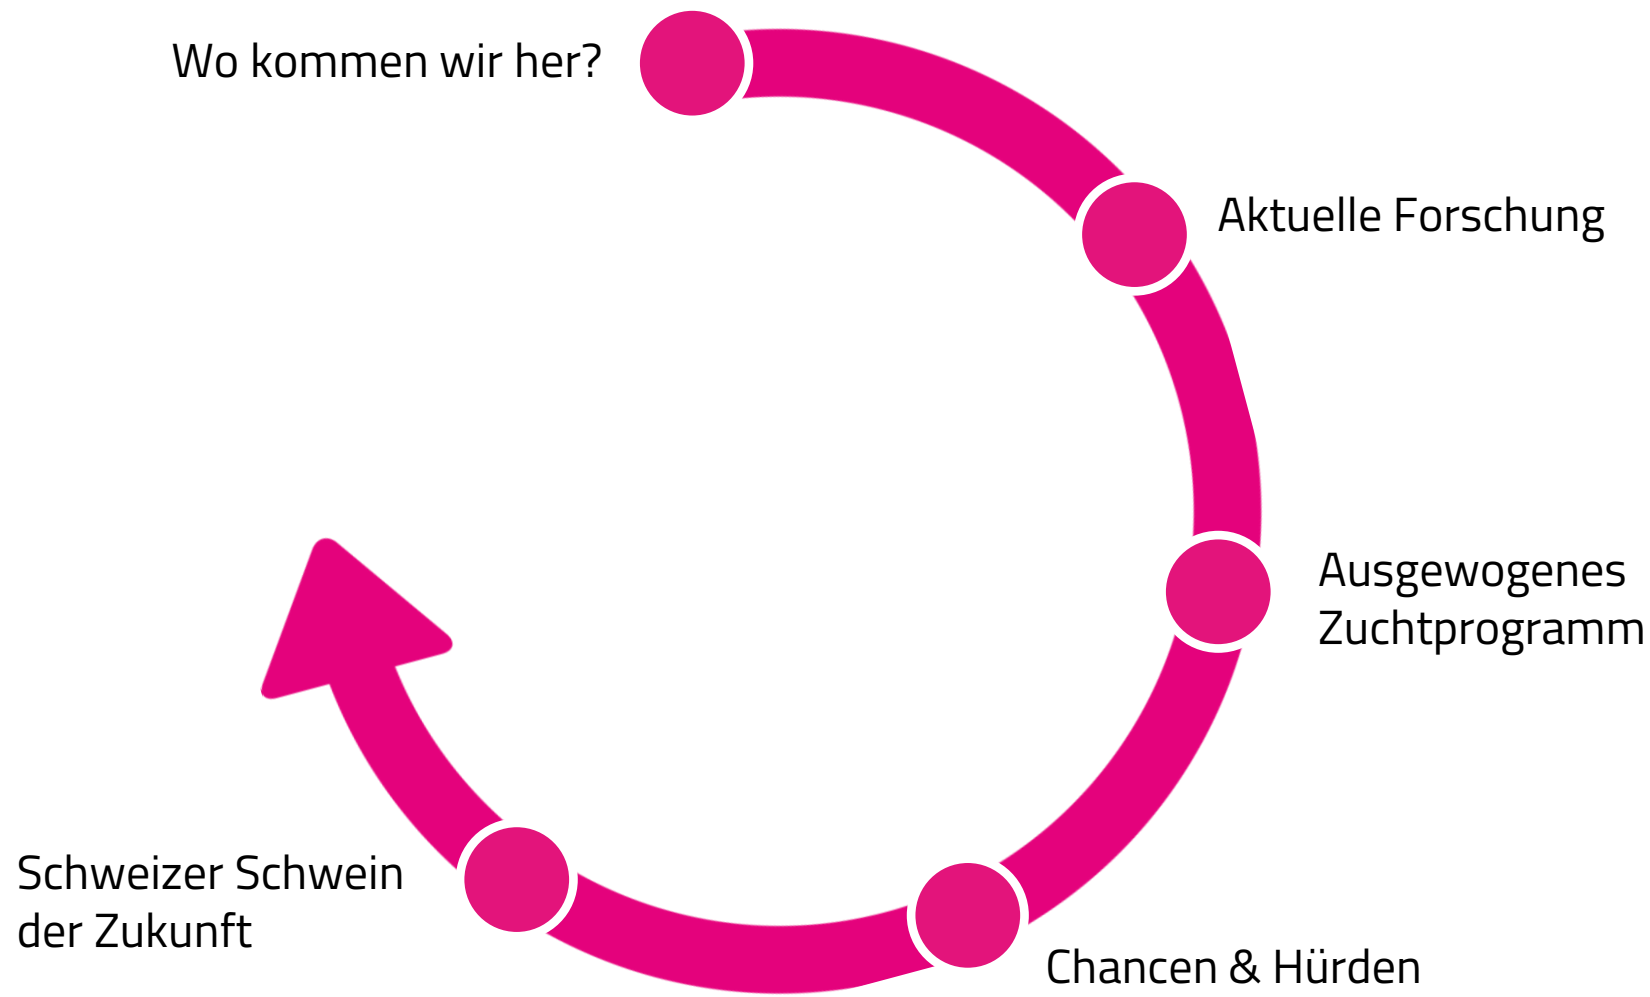 Wo kommen wir her?
Aktuelle Forschung
Ausgewogenes
Zuchtprogramm
Chancen & Hürden
Schweizer Schwein
der Zukunft